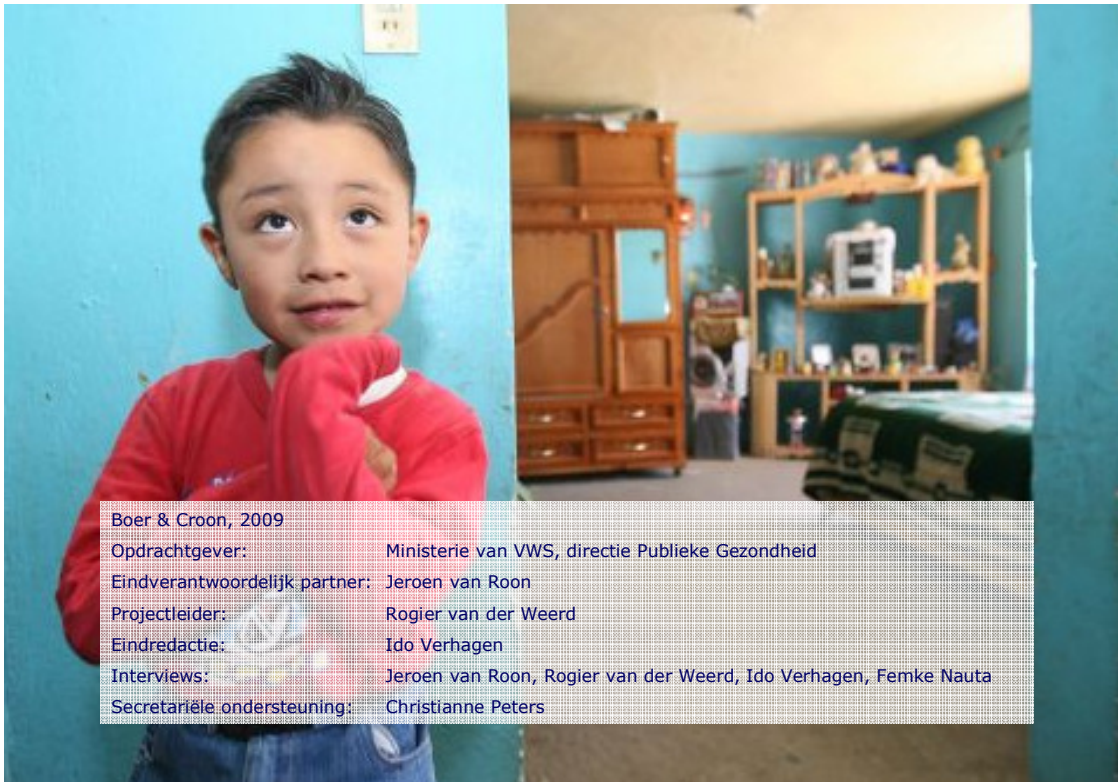 Boer & Croon, 2009
Opdrachtgever: Ministerie van VWS, directie Publieke Gezondheid
Eindverantwoordelijk partner: Jeroen van Roon
Projectleider: Rogier van der Weerd
Eindredactie: Ido Verhagen
Interviews: Jeroen van Roon, Rogier van der Weerd, Ido Verhagen, Femke Nauta
Secretariële ondersteuning: Christianne Peters